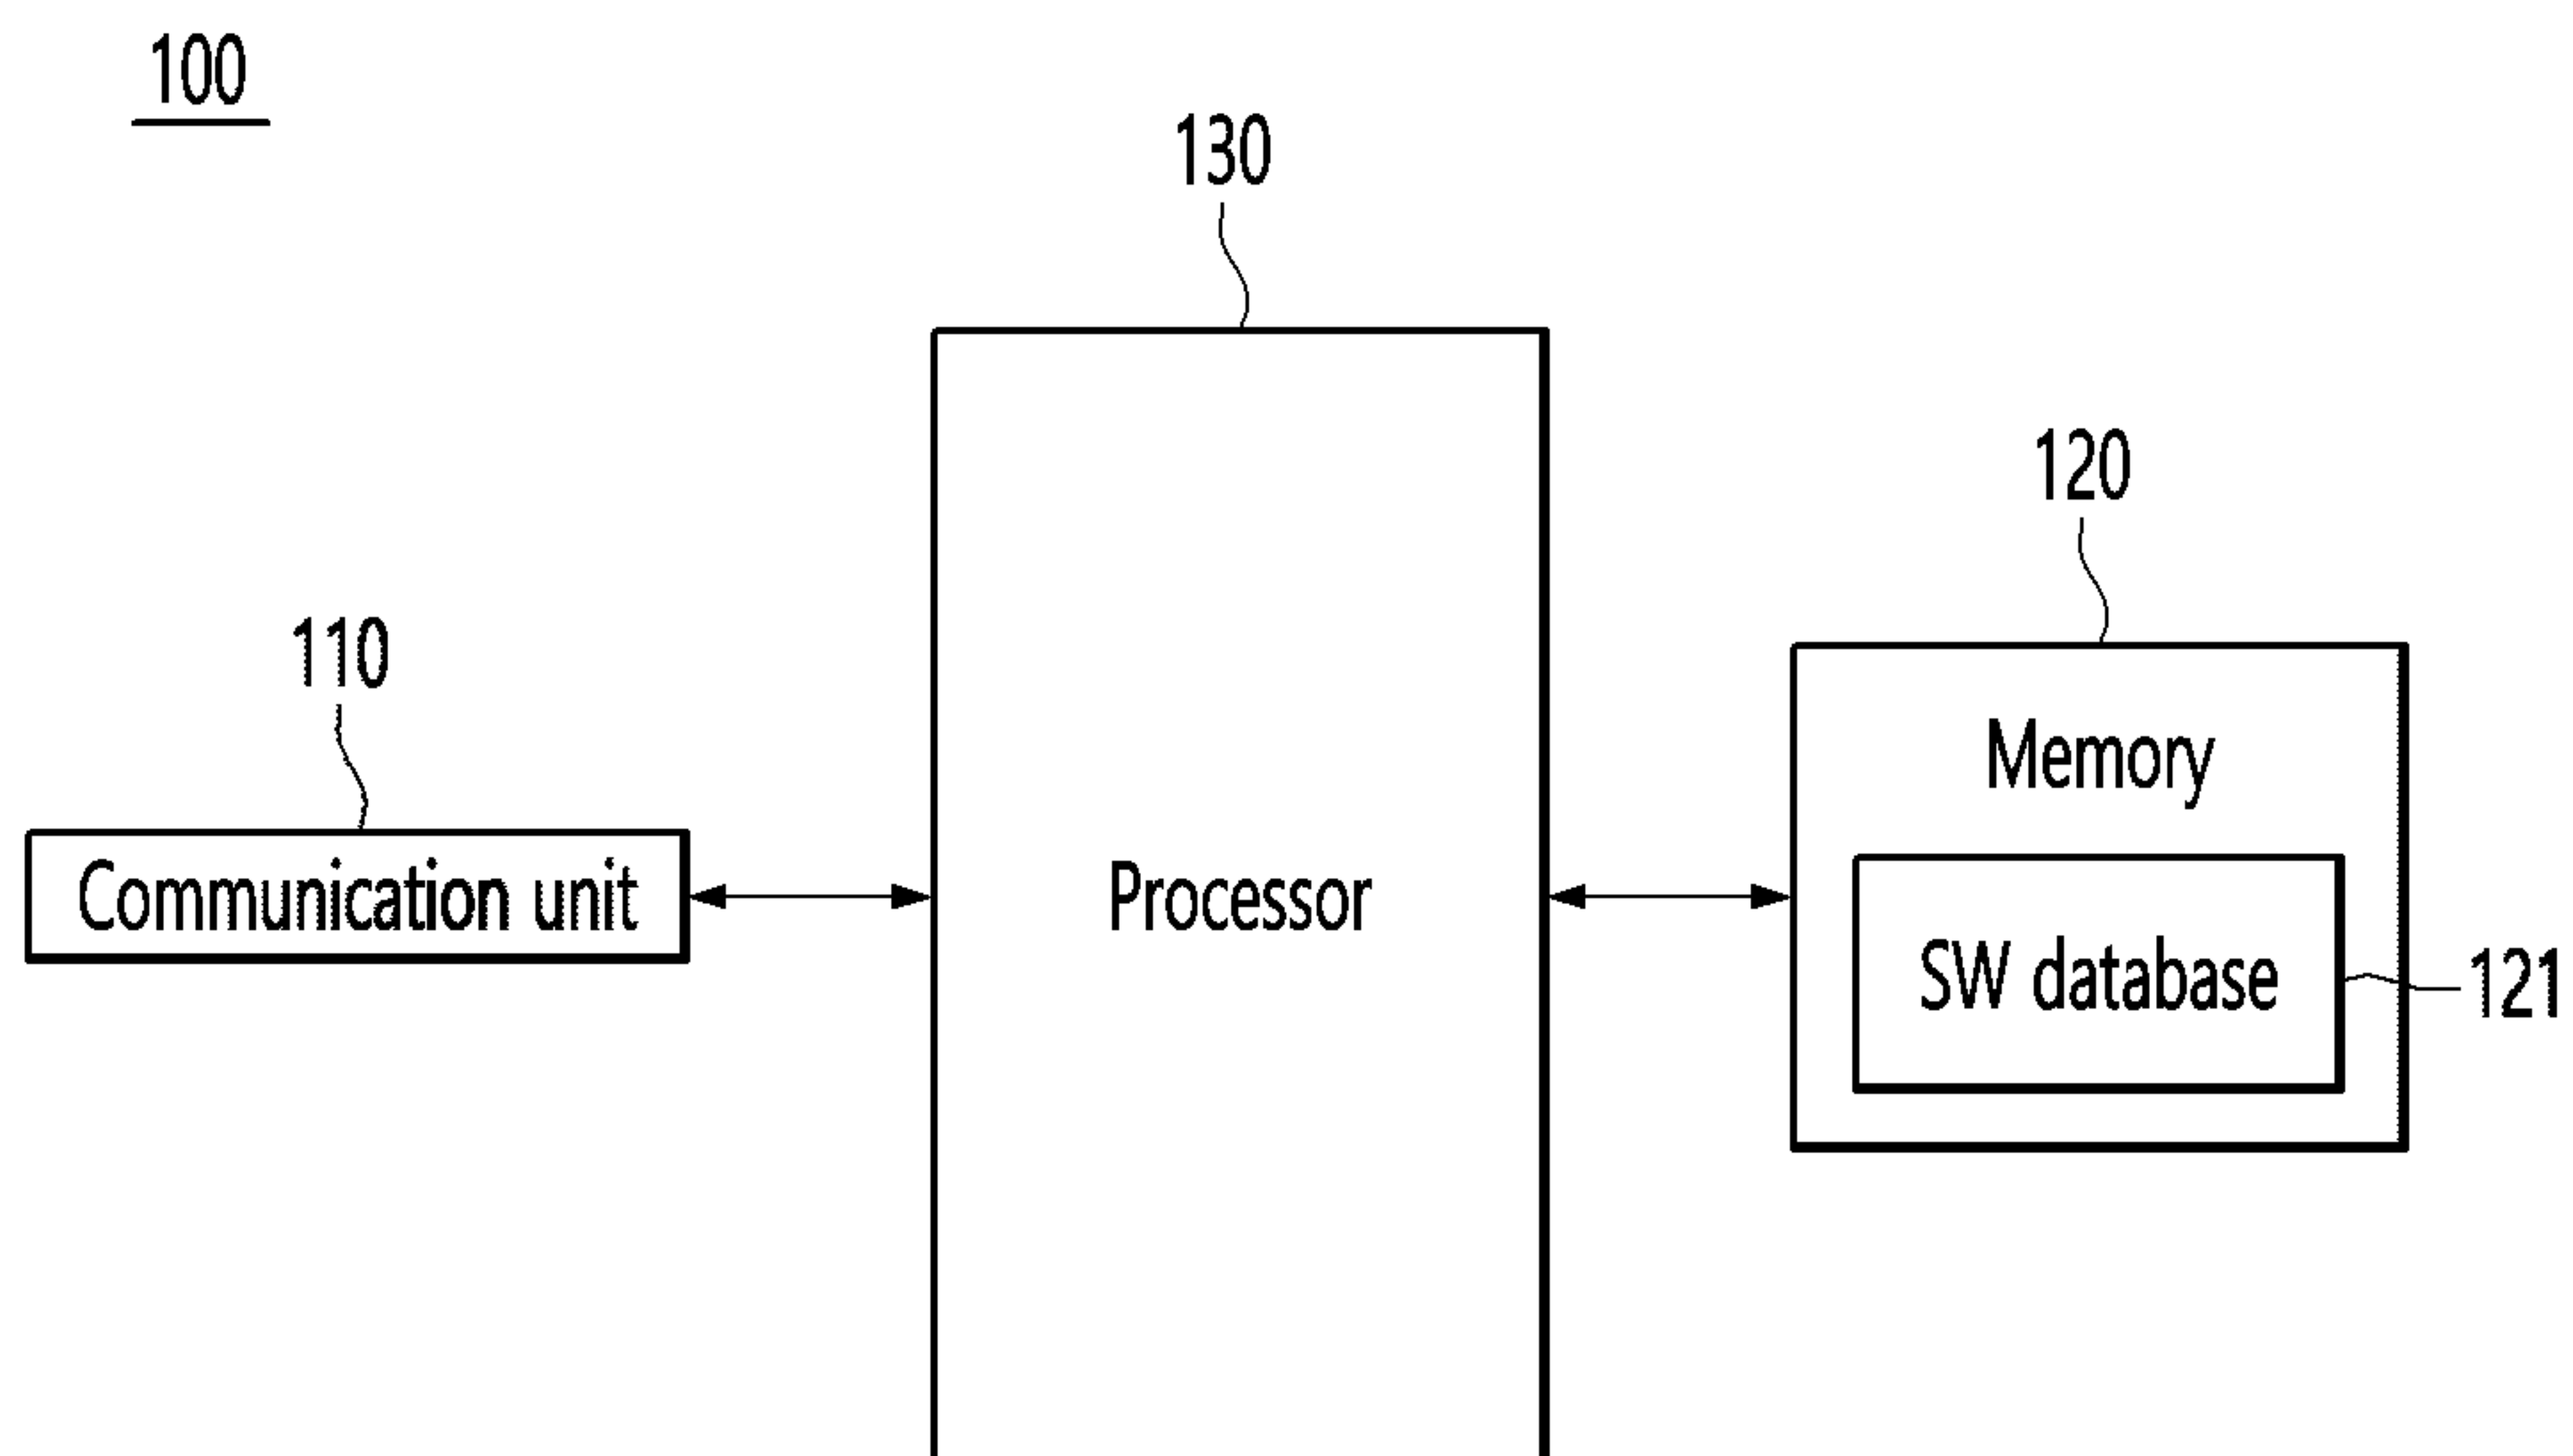 100
130
120
110
Memory
Communication unit
Processor
SW database
121